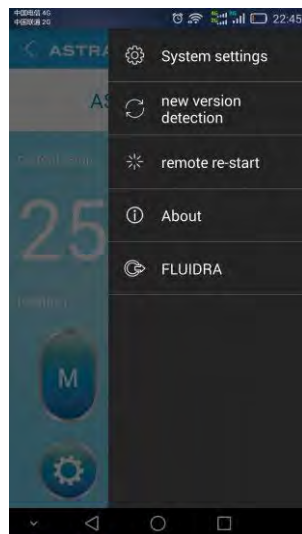 中国电信 4G
中国联通 2G
22:45
ASTRA
System settings
AS
new version
detection
remote re-start
About
25
FLUIDRA
M